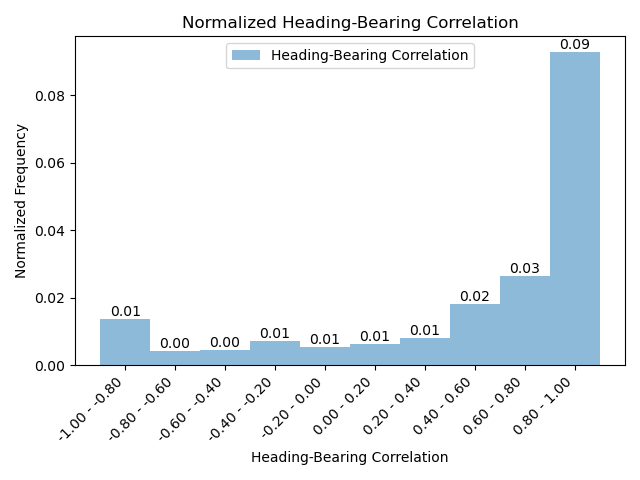 Normalized Heading-Bearing Correlation
Heading-Bearing Correlation
Normalized Frequency
0.08
0.06
0.04
0.02
0.00
0.01
0.00
0.00
0.01
0.01
0.01
0.01
0.02
0.03
0.09
-1.00 - -0.80
-0.80 - -0.60
-0.60 - -0.40
-0.40 - -0.20
-0.20 - 0.00
0.00 - 0.20
0.20 - 0.40
0.40 - 0.60
0.60 - 0.80
0.80 - 1.00
Heading-Bearing Correlation